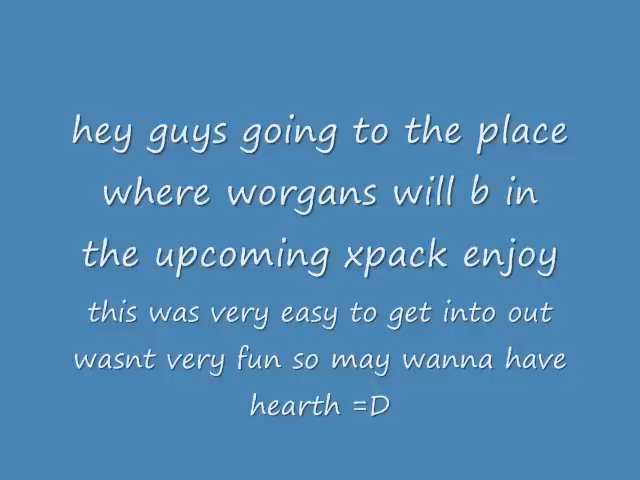 hey guys going to the place
where worgans will b in
the upcoming xpack enjoy
this was very easy to get into out
wasnt very fun so may wanna have
hearth =D